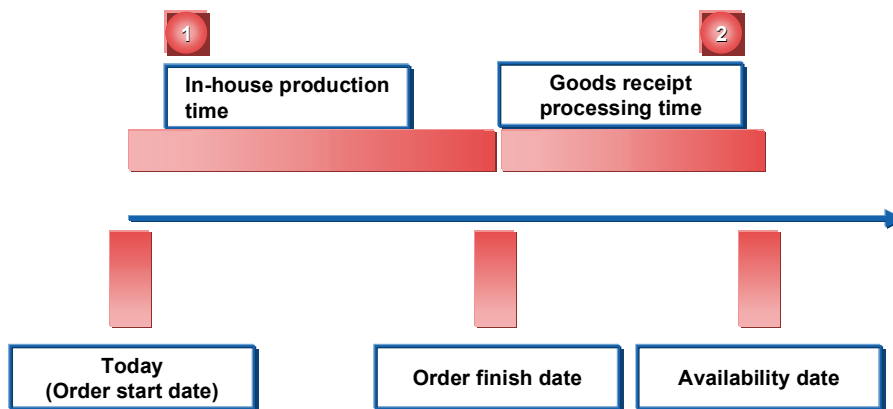 1
2
In-house production
time
Goods receipt
processing time
Today
(Order start date)
Order finish date
Availability date